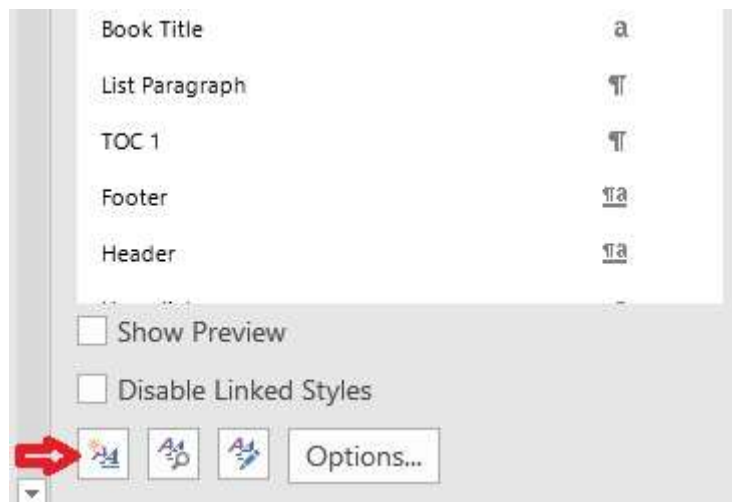 Book Title a
List Paragraph ¶
TOC 1 ¶
Footer ¶a
Header ¶a
Show Preview
Disable Linked Styles
Options...